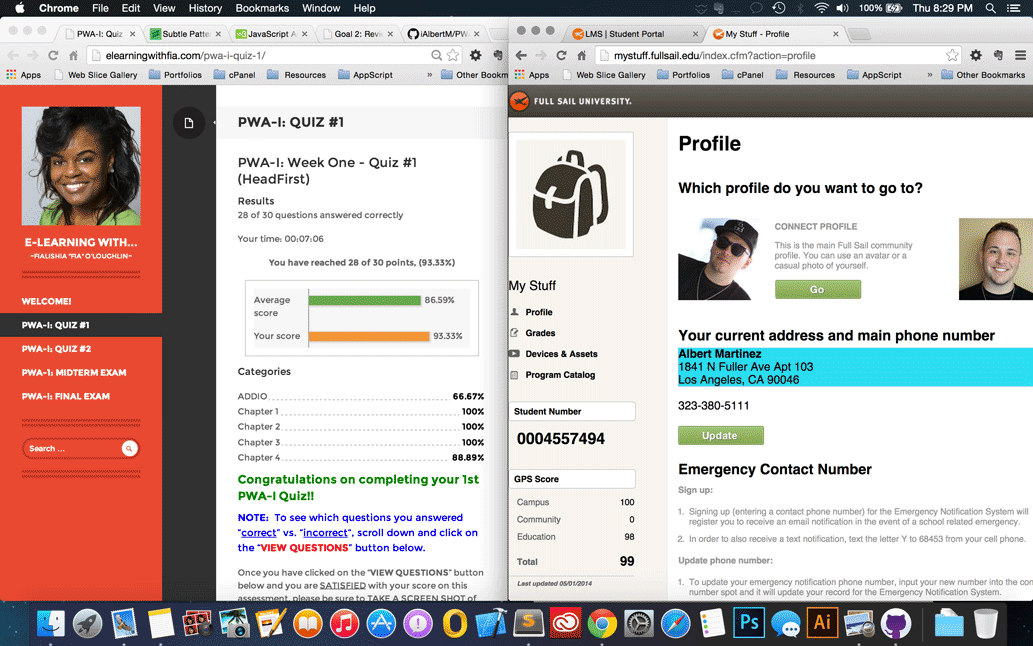 Chrome File Edit View History Bookmarks Window Help 100% Thu 8:29 PM
PWA-I: Quiz
Subtle Patte
JavaScript A
Goal 2: Revi
iAlbertM/PW
elearningwithfia.com/pwa-i-quiz-1/
Apps Web Slice Gallery Portfolios cPanel Resources AppScript » Other Bookm
E-LEARNING WITH...
~FIALISHIA "FIA" O'LOUGHLIN~
WELCOME!
PWA-I: QUIZ #1
PWA-I: QUIZ #2
PWA-I: MIDTERM EXAM
PWA-I: FINAL EXAM
Search ...
PWA-I: QUIZ #1
PWA-I: Week One - Quiz #1
(HeadFirst)
Results
28 of 30 questions answered correctly
Your time: 00:07:06
You have reached 28 of 30 points, (93.33%)
Average score 86.59%
Your score 93.33%
Categories
ADDIO 66.67%
Chapter 1 100%
Chapter 2 100%
Chapter 3 100%
Chapter 4 88.89%
Congratulations on completing your 1st
PWA-I Quiz!!
NOTE: To see which questions you answered
"correct" vs. "incorrect", scroll down and click on
the "VIEW QUESTIONS" button below.
Once you have clicked on the "VIEW QUESTIONS" button
below and you are SATISFIED with your score on this
assessment, please be sure to TAKE A SCREEN SHOT of
LMS | Student Portal
My Stuff - Profile
mystuff.fullsail.edu/index.cfm?action=profile
Apps Web Slice Gallery Portfolios cPanel Resources AppScript » Other Bookmarks
FULL SAIL UNIVERSITY.
My Stuff
Profile
Grades
Devices & Assets
Program Catalog
Student Number
0004557494
GPS Score
Campus 100
Community 0
Education 98
Total 99
Last updated 05/01/2014
Profile
Which profile do you want to go to?
CONNECT PROFILE
This is the main Full Sail community
profile. You can use an avatar or a
casual photo of yourself.
Go
Your current address and main phone number
Albert Martinez
1841 N Fuller Ave Apt 103
Los Angeles, CA 90046
323-380-5111
Update
Emergency Contact Number
Sign up:
1. Signing up (entering a contact phone number) for the Emergency Notification System will
register you to receive an email notification in the event of a school related emergency.
2. In order to also receive a text notification, text the letter Y to 68453 from your cell phone.
Update phone number:
1. To update your emergency notification phone number, input your new number into the con
number spot and it will update your record for the Emergency Notification System.
S
Ps
Ai